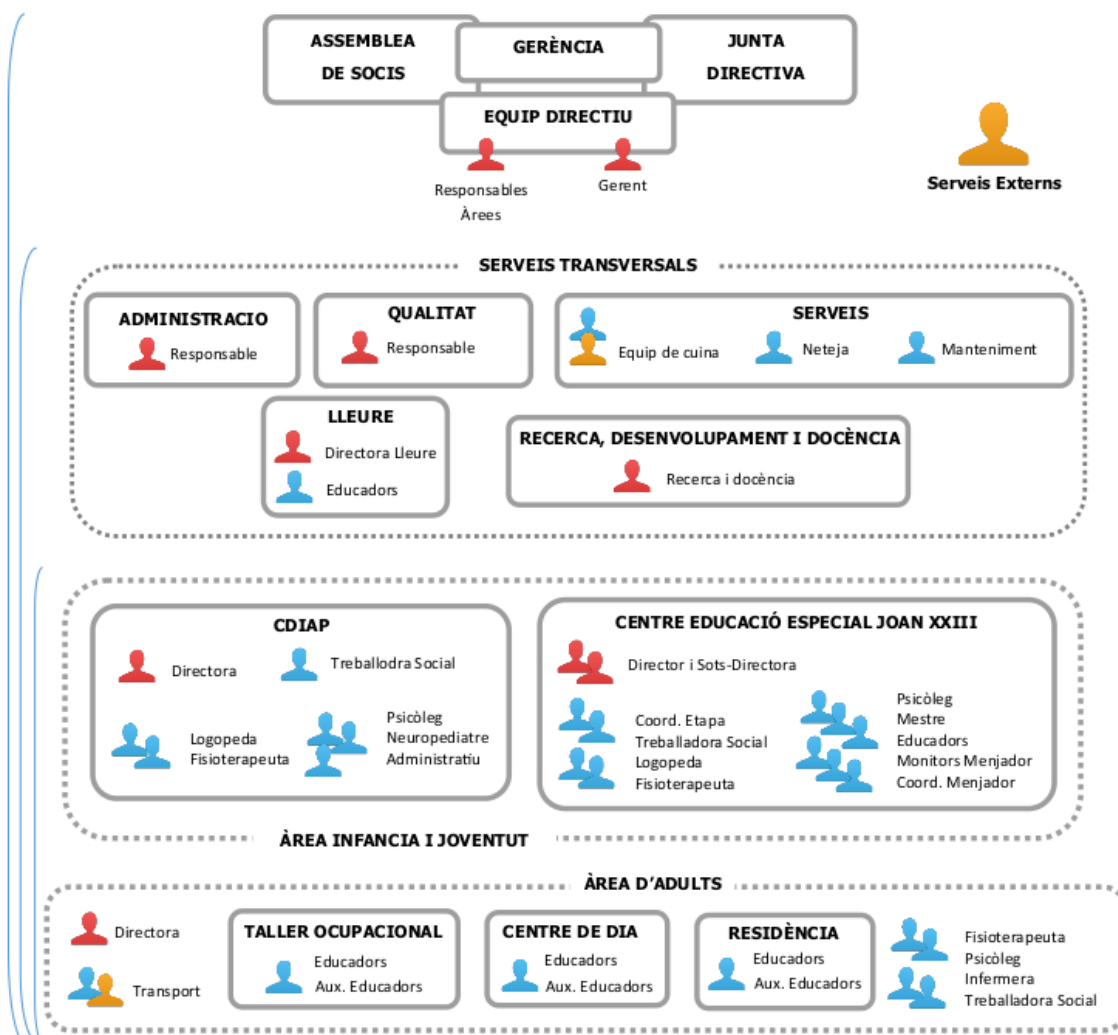 ASSEMBLEA
DE SOCIS
GERÈNCIA
JUNTA
DIRECTIVA
EQUIP DIRECTIU
Responsables
Àrees
Gerent
Serveis Externs
SERVEIS TRANSVERSALS
ADMINISTRACIO
Responsable
QUALITAT
Responsable
SERVEIS
Equip de cuina
Neteja
Manteniment
LLEURE
Directora Lleure
Educadors
RECERCA, DESENVOLUPAMENT I DOCÈNCIA
Recerca i docència
CDIAP
Directora
Treballodra Social
Logopeda
Fisioterapeuta
Psicòleg
Neuropediatre
Administratiu
CENTRE EDUCACIÓ ESPECIAL JOAN XXIII
Director i Sots-Directora
Coord. Etapa
Treballadora Social
Logopeda
Fisioterapeuta
Psicòleg
Mestre
Educadors
Monitors Menjador
Coord. Menjador
ÀREA INFANCIA I JOVENTUT
ÀREA D'ADULTS
Directora
Transport
TALLER OCUPACIONAL
Educadors
Aux. Educadors
CENTRE DE DIA
Educadors
Aux. Educadors
RESIDÈNCIA
Educadors
Aux. Educadors
Fisioterapeuta
Psicòleg
Infermera
Treballadora Social